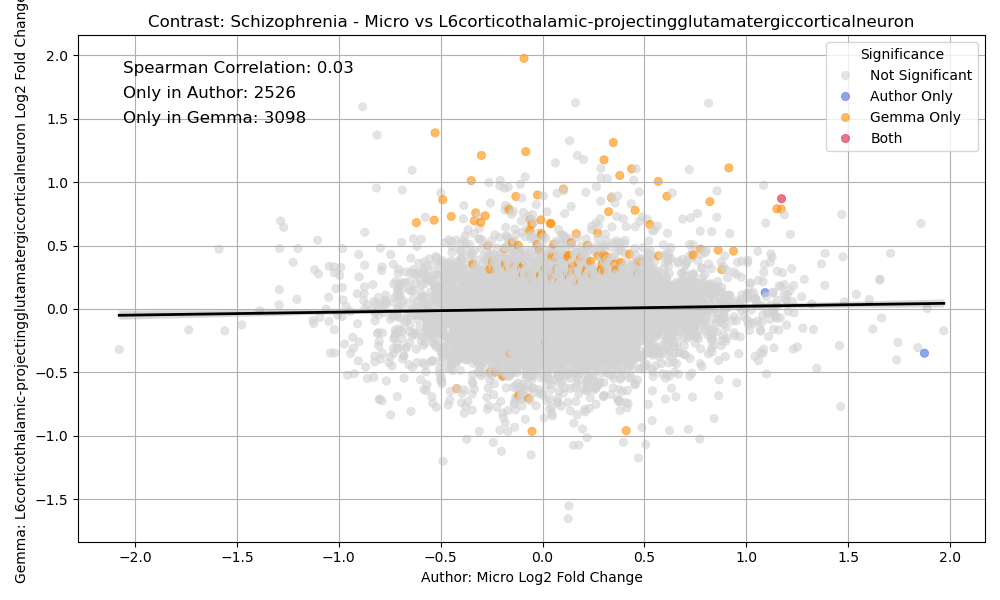 Contrast: Schizophrenia - Micro vs L6corticothalamic-projectingglutamatergiccorticalneuron
Gemma: L6corticothalamic-projectingglutamatergiccorticalneuron Log2 Fold Change
2.0
1.5
1.0
0.5
0.0
−0.5
−1.0
−1.5
Spearman Correlation: 0.03
Only in Author: 2526
Only in Gemma: 3098
Significance
Not Significant
Author Only
Gemma Only
Both
−2.0 −1.5 −1.0 −0.5 0.0 0.5 1.0 1.5 2.0
Author: Micro Log2 Fold Change